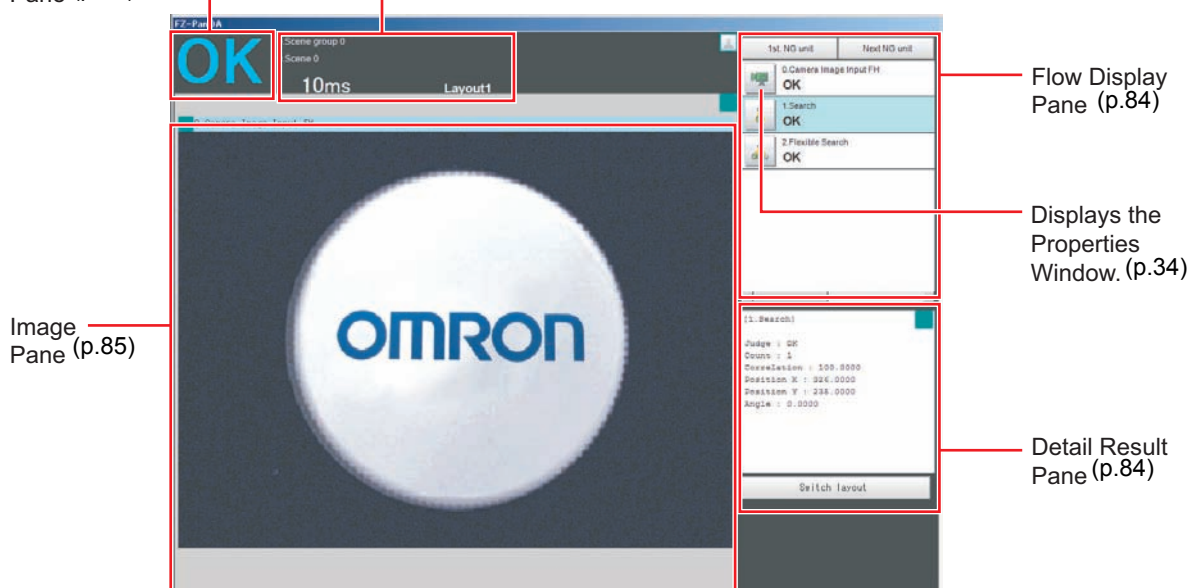 FZ-PanDA
OK
Scene group 0
Scene 0
10ms Layout1
1st. NG unit Next NG unit
0.Camera Image Input FH
OK
1.Search
OK
2.Flexible Search
OK
Flow Display
Pane (p.84)
Displays the
Properties
Window. (p.34)
Image
Pane (p.85)
OMRON
[1.Search]
Judge : OK
Count : 1
Correlation : 100.0000
Position X : 326.0000
Position Y : 238.0000
Angle : 0.0000
Detail Result
Pane (p.84)
Switch layout